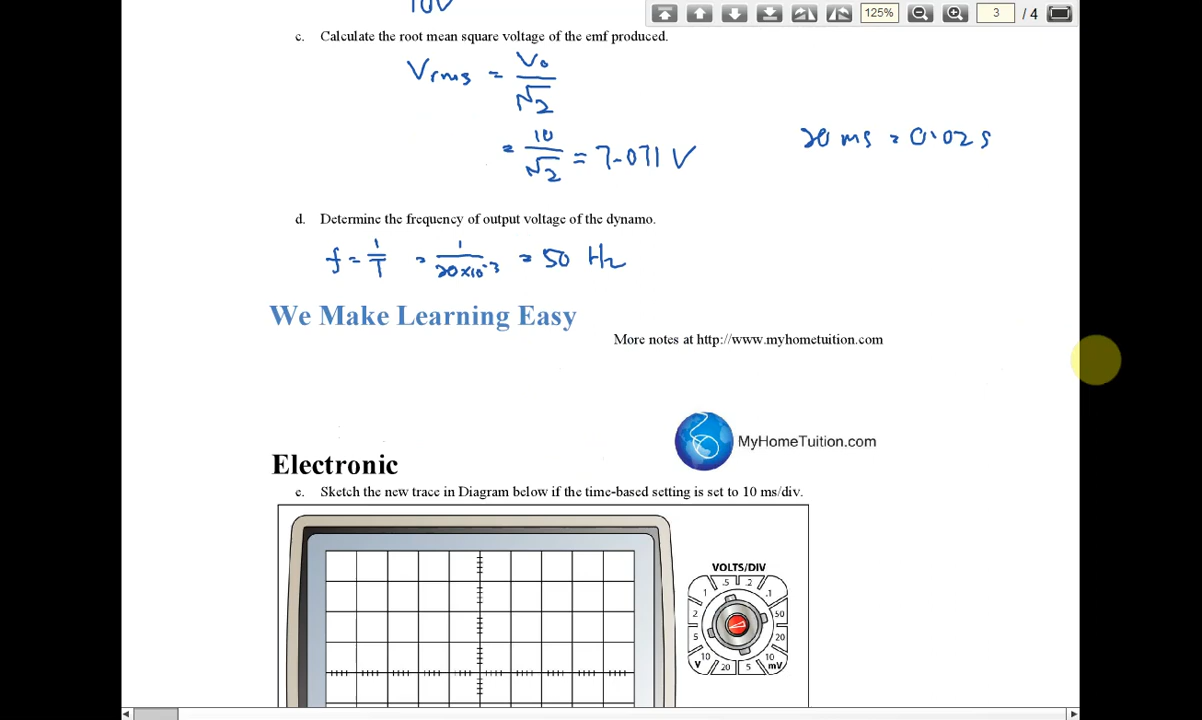 10V
125%
3 / 4
c. Calculate the root mean square voltage of the emf produced.
Vrms = V₀/√2
= 10/√2 = 7.071 V
20 ms = 0.02 s
d. Determine the frequency of output voltage of the dynamo.
f = 1/T = 1/20×10⁻³ = 50 Hz
We Make Learning Easy
More notes at http://www.myhometuition.com
MyHomeTuition.com
Electronic
e. Sketch the new trace in Diagram below if the time-based setting is set to 10 ms/div.
VOLTS/DIV
.5 .2
1 .1
2 50
5 20
10 10
V 20 5 mV